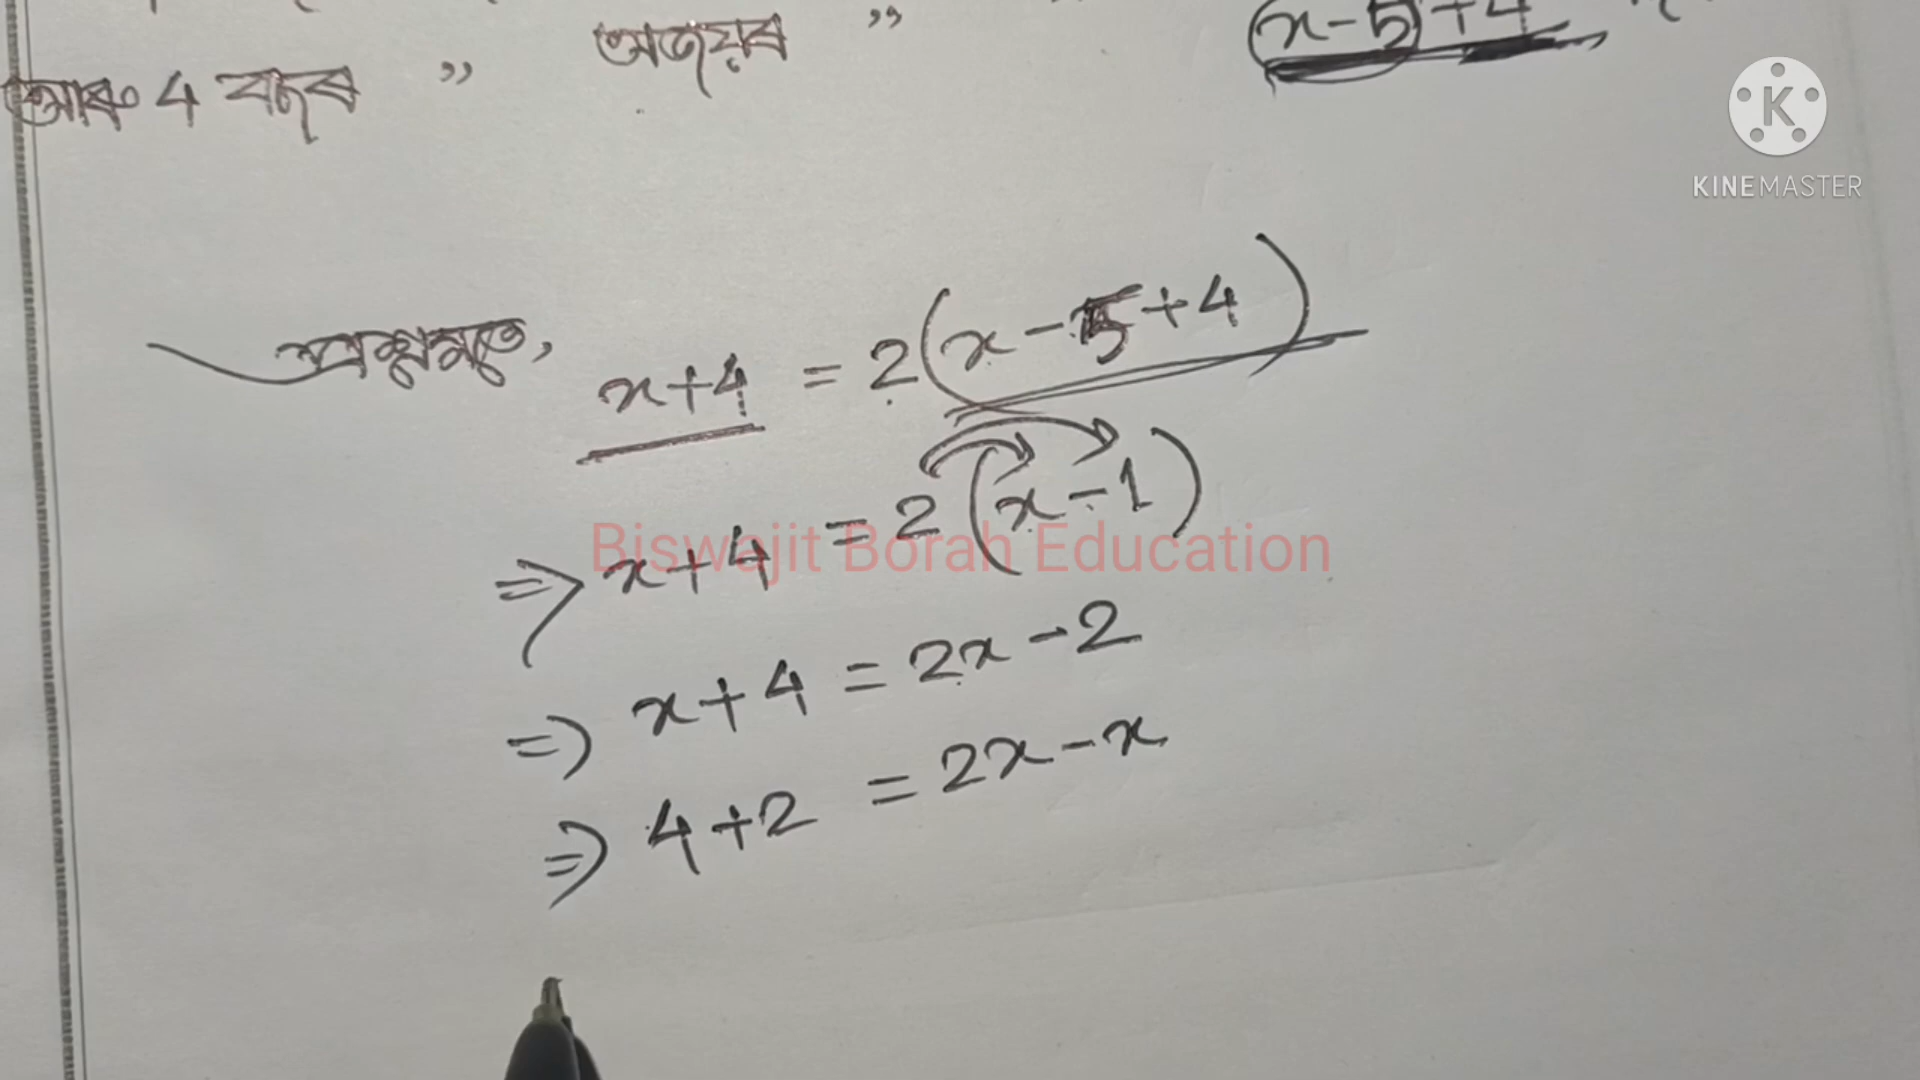 অজয়ৰ " (x-5)+4
আৰু 4 বছৰ "
K
KINEMASTER
প্ৰশ্নমতে, x+4 = 2(x-5+4)
⇒ x+4 = 2(x-1)
Biswajit Borah Education
⇒ x+4 = 2x-2
⇒ 4+2 = 2x-x